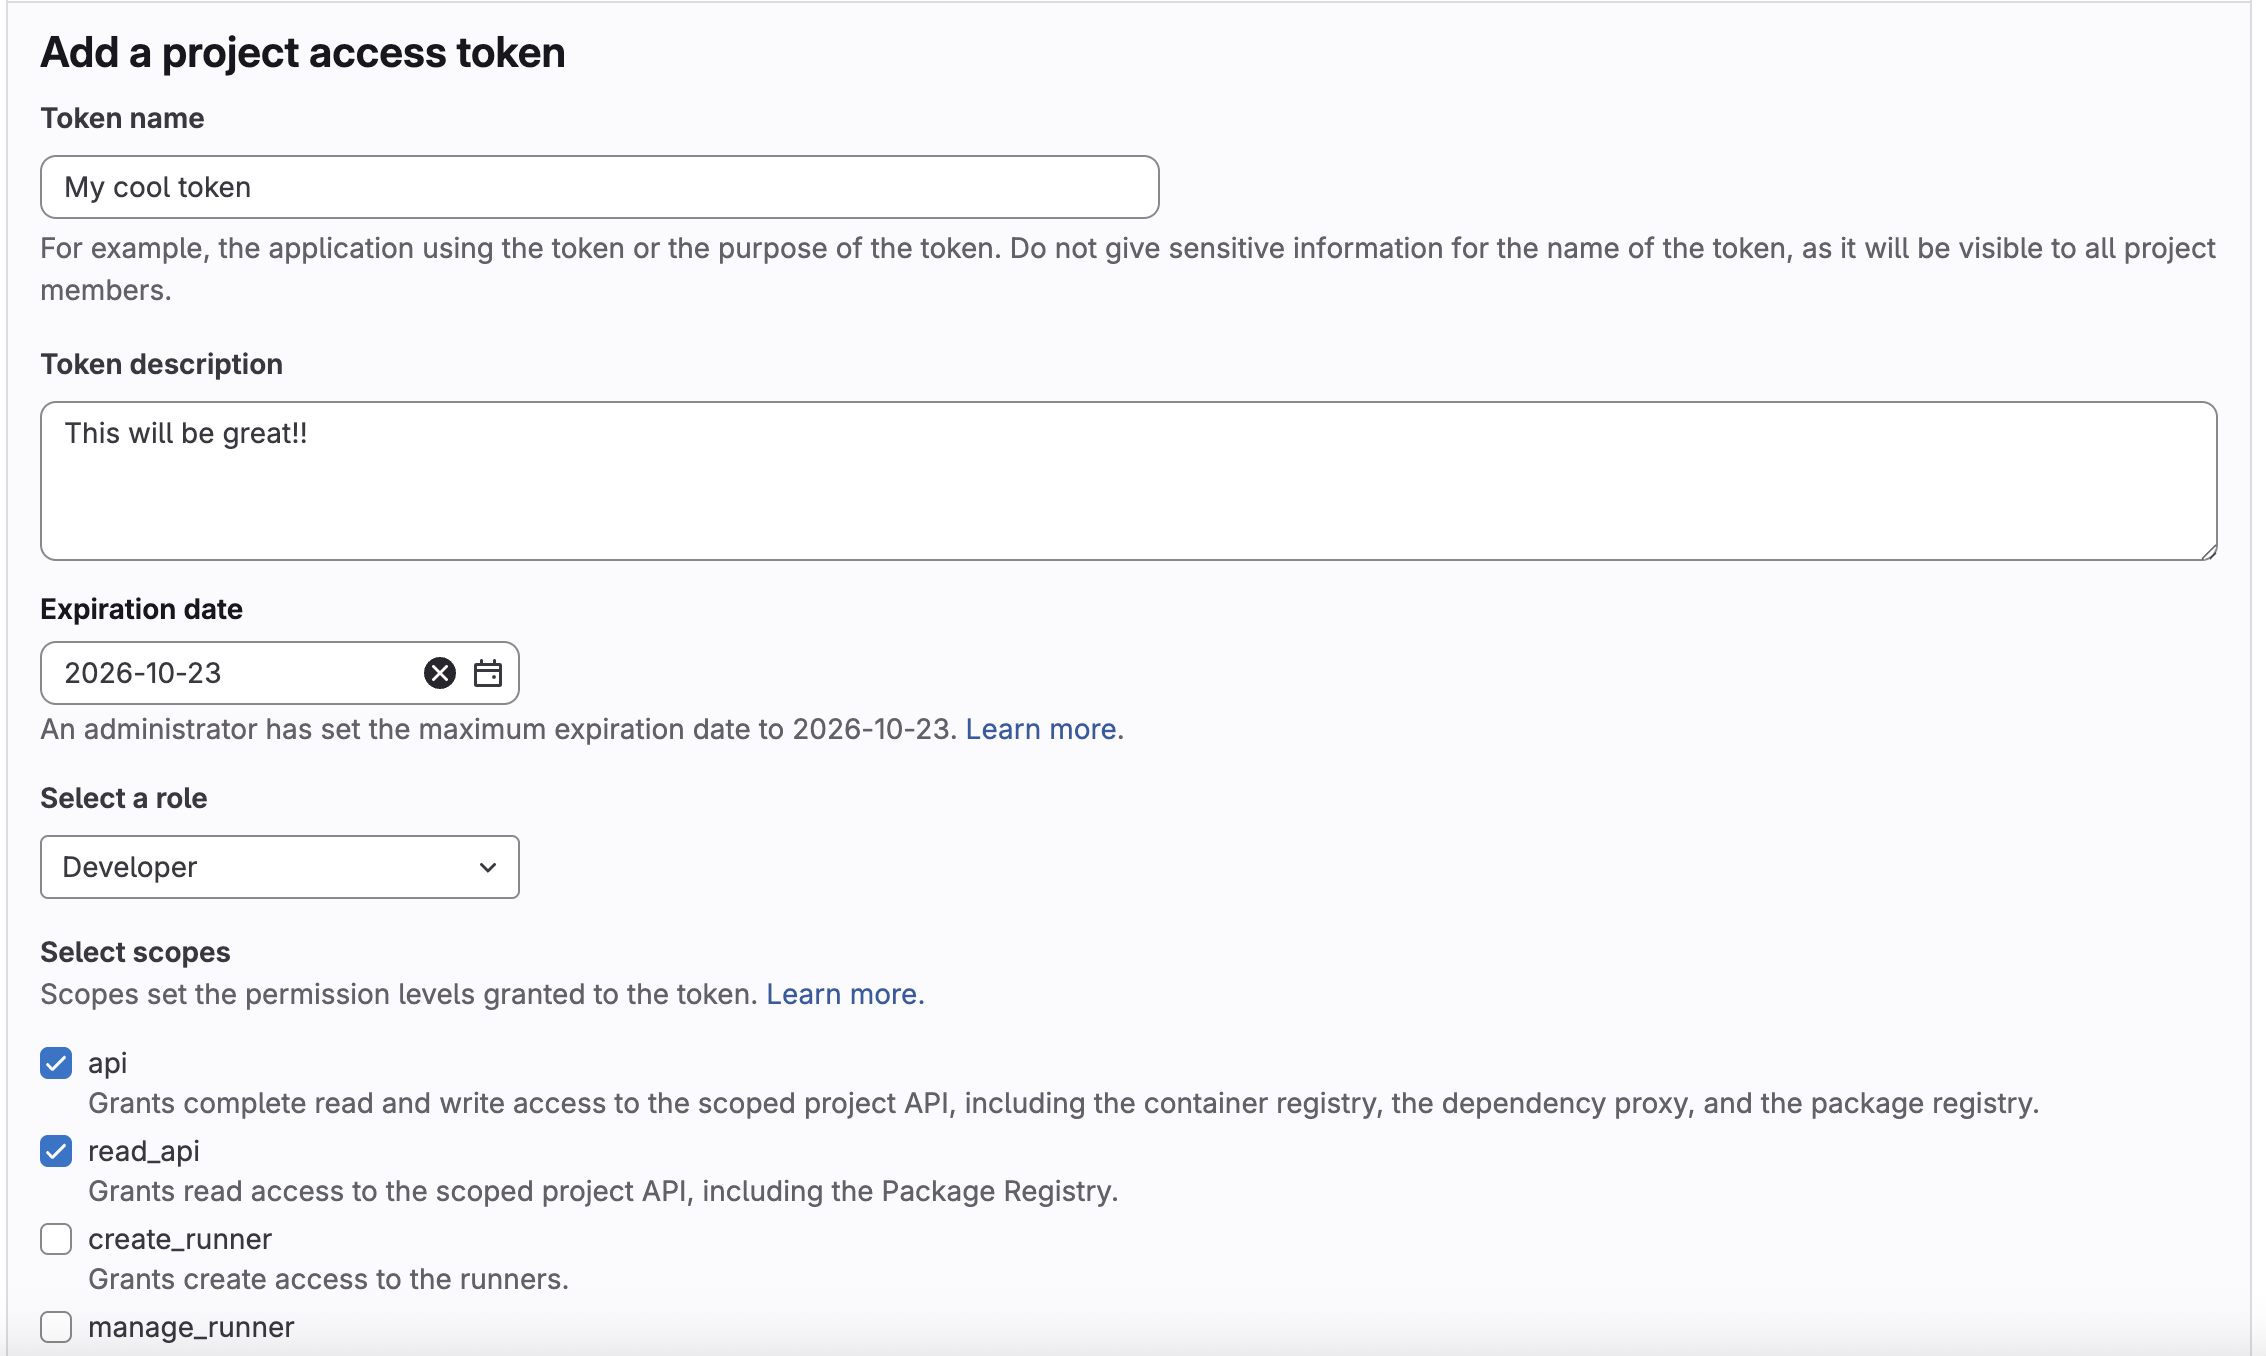 Add a project access token
Token name
My cool token
For example, the application using the token or the purpose of the token. Do not give sensitive information for the name of the token, as it will be visible to all project
members.
Token description
This will be great!!
Expiration date
2026-10-23
An administrator has set the maximum expiration date to 2026-10-23. Learn more.
Select a role
Developer
Select scopes
Scopes set the permission levels granted to the token. Learn more.
api
Grants complete read and write access to the scoped project API, including the container registry, the dependency proxy, and the package registry.
read_api
Grants read access to the scoped project API, including the Package Registry.
create_runner
Grants create access to the runners.
manage_runner